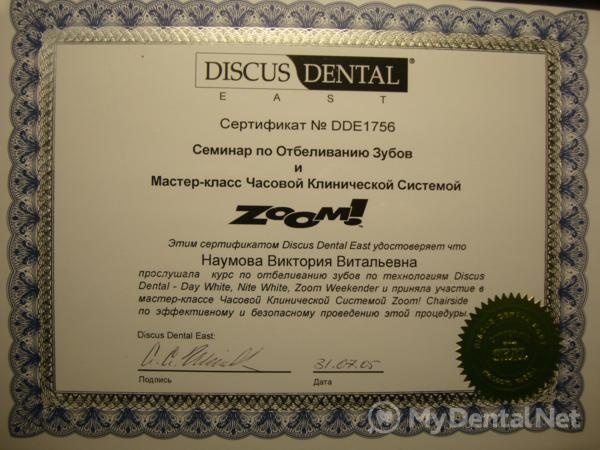 DISCUS DENTAL®
EAST
Сертификат № DDE1756
Семинар по Отбеливанию Зубов
и
Мастер-класс Часовой Клинической Системой
ZOOM!
Этим сертификатом Discus Dental East удостоверяет что
Наумова Виктория Витальевна
прослушала курс по отбеливанию зубов по технологиям Discus
Dental - Day White, Nite White, Zoom Weekender и приняла участие в
мастер-классе Часовой Клинической Системой Zoom! Chairside
по эффективному и безопасному проведению этой процедуры.
Discus Dental East:
31.07.05
Подпись Дата
MyDentalNet